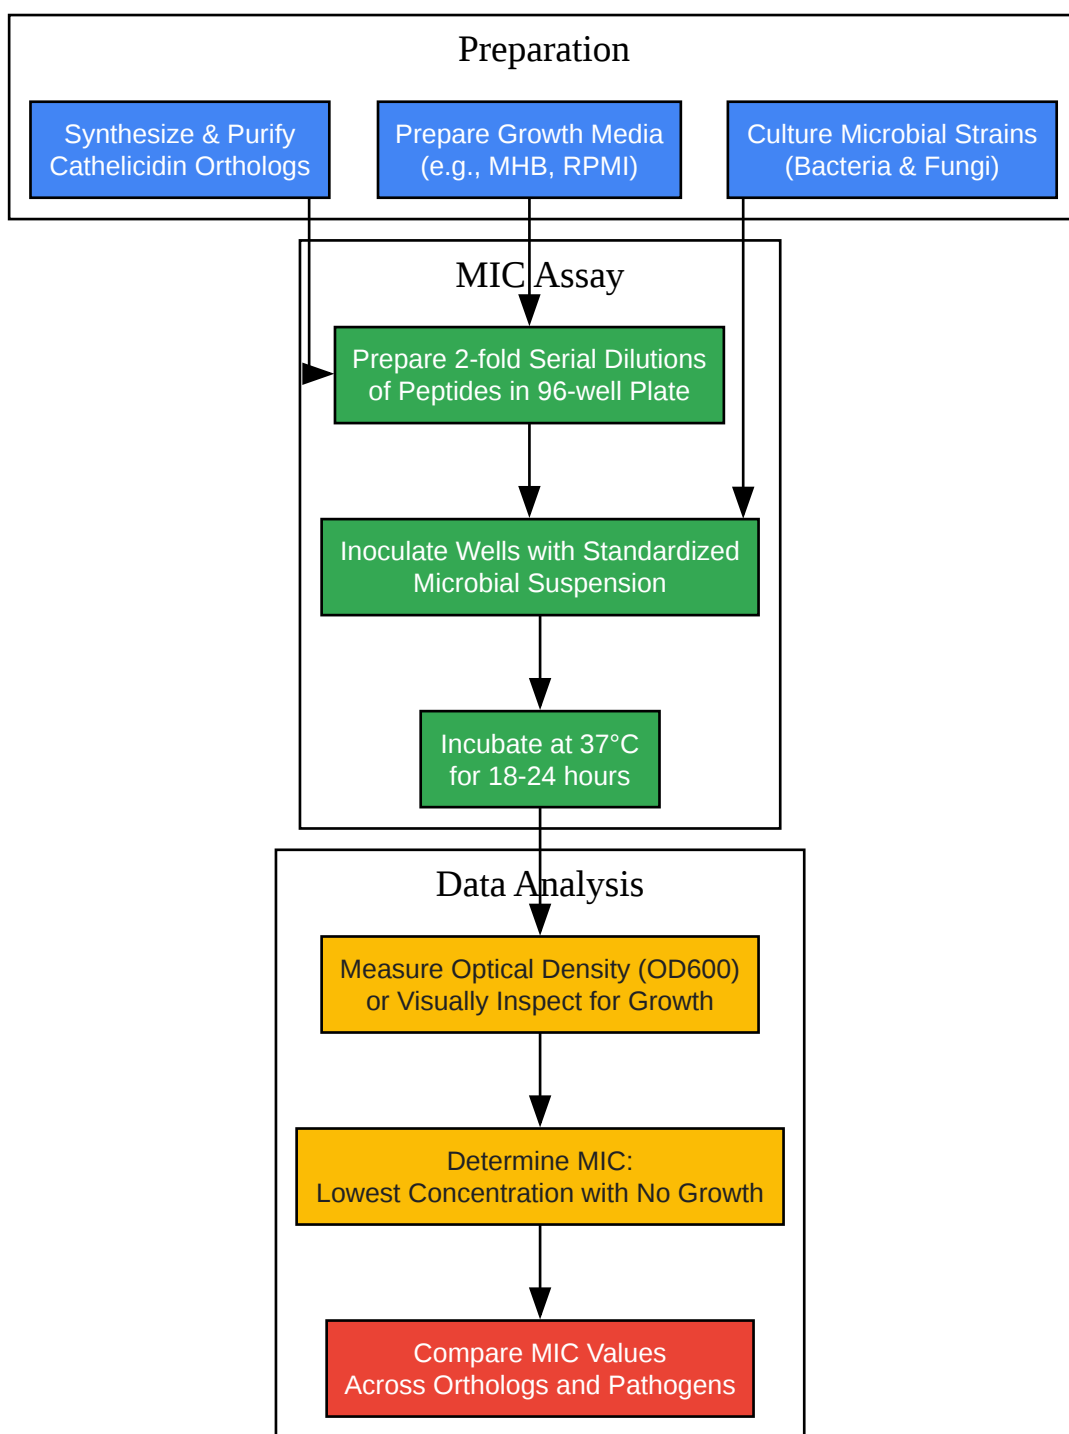 Preparation
Synthesize & Purify
Cathelicidin Orthologs
Prepare Growth Media
(e.g., MHB, RPMI)
Culture Microbial Strains
(Bacteria & Fungi)
MIC Assay
Prepare 2-fold Serial Dilutions
of Peptides in 96-well Plate
Inoculate Wells with Standardized
Microbial Suspension
Incubate at 37°C
for 18-24 hours
Data Analysis
Measure Optical Density (OD600)
or Visually Inspect for Growth
Determine MIC:
Lowest Concentration with No Growth
Compare MIC Values
Across Orthologs and Pathogens